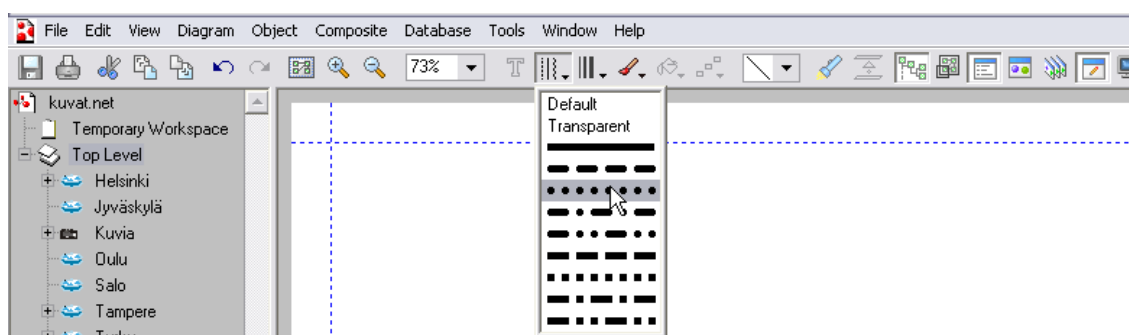 File Edit View Diagram Object Composite Database Tools Window Help
73% T
kuvat.net
Temporary Workspace
Top Level
Helsinki
Jyväskylä
Kuvia
Oulu
Salo
Tampere
Default
Transparent